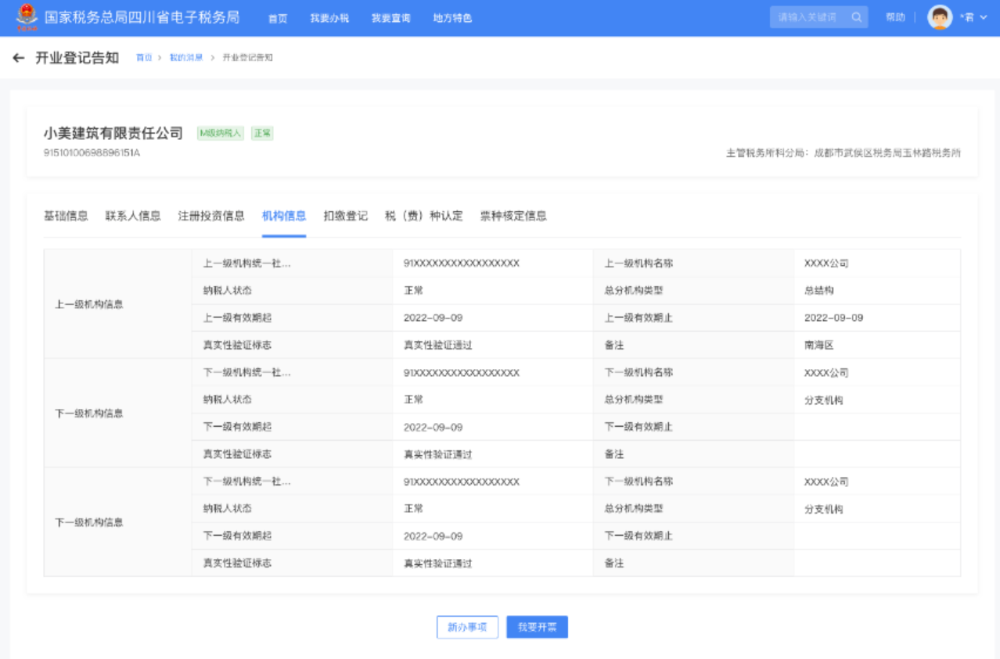 国家税务总局四川省电子税务局 首页 我要办税 我要查询 地方特色 请输入关键词 帮助 *君
开业登记告知 首页 > 我的消息 > 开业登记告知
小美建筑有限责任公司 M级纳税人 正常
91510100698896151A 主管税务所科分局：成都市武侯区税务局玉林路税务所
基础信息 联系人信息 注册投资信息 机构信息 扣缴登记 税（费）种认定 票种核定信息
上一级机构统一社... 91XXXXXXXXXXXXXXXXX 上一级机构名称 XXXX公司
纳税人状态 正常 总分机构类型 总结构
上一级机构信息
上一级有效期起 2022-09-09 上一级有效期止 2022-09-09
真实性验证标志 真实性验证通过 备注 南海区
下一级机构统一社... 91XXXXXXXXXXXXXXXXX 下一级机构名称 XXXX公司
纳税人状态 正常 总分机构类型 分支机构
下一级机构信息
下一级有效期起 2022-09-09 下一级有效期止
真实性验证标志 真实性验证通过 备注
下一级机构统一社... 91XXXXXXXXXXXXXXXXX 下一级机构名称 XXXX公司
纳税人状态 正常 总分机构类型 分支机构
下一级机构信息
下一级有效期起 2022-09-09 下一级有效期止
真实性验证标志 真实性验证通过 备注
新办事项 我要开票